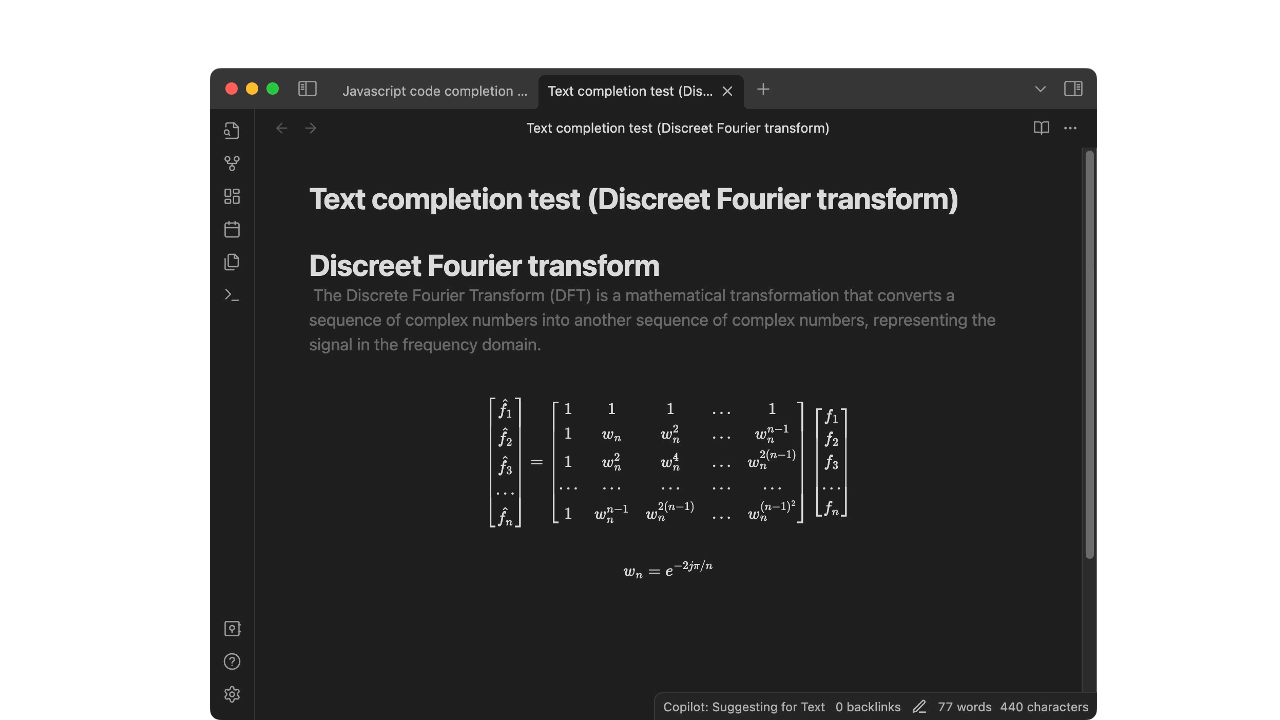 Javascript code completion ...
Text completion test (Dis...
Text completion test (Discreet Fourier transform)
Text completion test (Discreet Fourier transform)
Discreet Fourier transform
The Discrete Fourier Transform (DFT) is a mathematical transformation that converts a
sequence of complex numbers into another sequence of complex numbers, representing the
signal in the frequency domain.
\begin{bmatrix} \hat{f}_1 \\ \hat{f}_2 \\ \hat{f}_3 \\ \dots \\ \hat{f}_n \end{bmatrix} = \begin{bmatrix} 1 & 1 & 1 & \dots & 1 \\ 1 & w_n & w_n^2 & \dots & w_n^{n-1} \\ 1 & w_n^2 & w_n^4 & \dots & w_n^{2(n-1)} \\ \dots & \dots & \dots & \dots & \dots \\ 1 & w_n^{n-1} & w_n^{2(n-1)} & \dots & w_n^{(n-1)^2} \end{bmatrix} \begin{bmatrix} f_1 \\ f_2 \\ f_3 \\ \dots \\ f_n \end{bmatrix}
w_n = e^{-2j\pi/n}
Copilot: Suggesting for Text 0 backlinks 77 words 440 characters